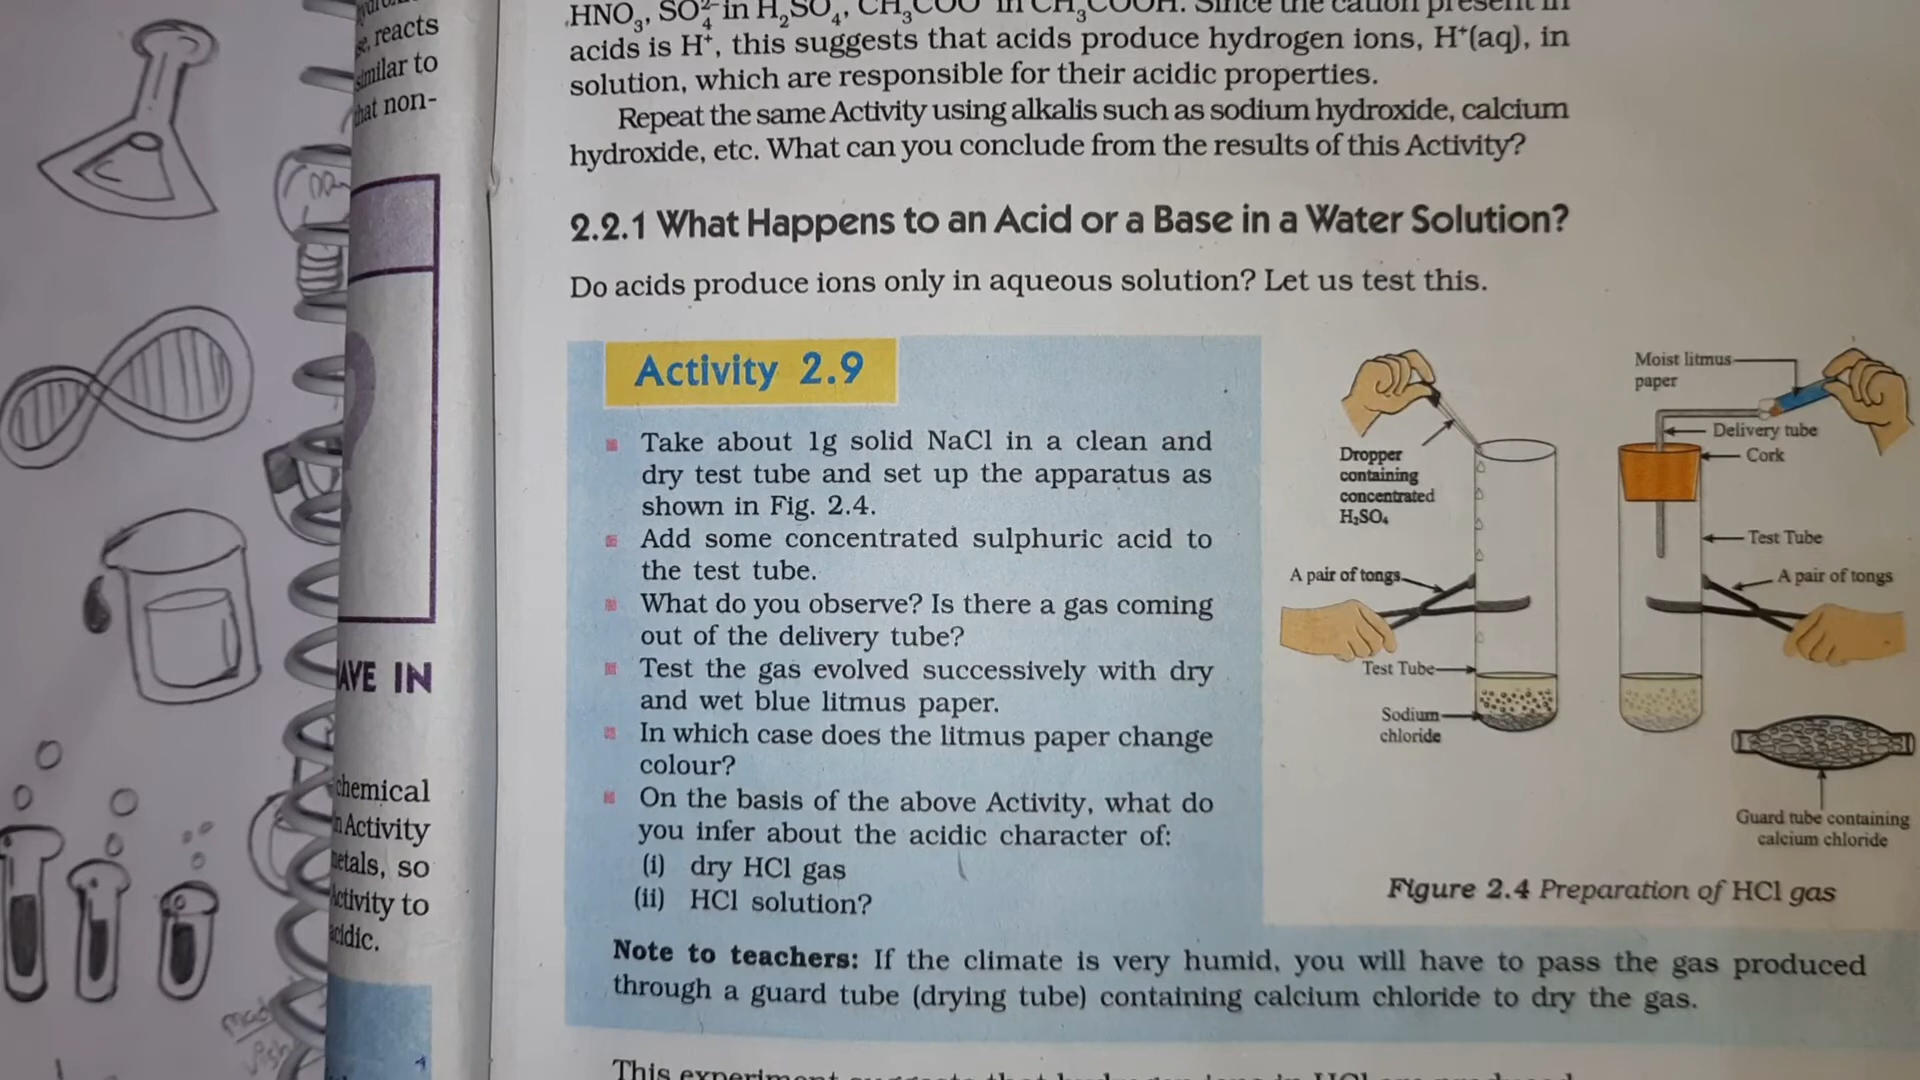 se, reacts
similar to
that non-
AVE IN
chemical
Activity
metals, so
Activity to
acidic.
HNO₃, SO₄²⁻ in H₂SO₄, CH₃COO⁻ in CH₃COOH. Since the cation present in
acids is H⁺, this suggests that acids produce hydrogen ions, H⁺(aq), in
solution, which are responsible for their acidic properties.
Repeat the same Activity using alkalis such as sodium hydroxide, calcium
hydroxide, etc. What can you conclude from the results of this Activity?
2.2.1 What Happens to an Acid or a Base in a Water Solution?
Do acids produce ions only in aqueous solution? Let us test this.
Activity 2.9
Take about 1g solid NaCl in a clean and
dry test tube and set up the apparatus as
shown in Fig. 2.4.
Add some concentrated sulphuric acid to
the test tube.
What do you observe? Is there a gas coming
out of the delivery tube?
Test the gas evolved successively with dry
and wet blue litmus paper.
In which case does the litmus paper change
colour?
On the basis of the above Activity, what do
you infer about the acidic character of:
(i) dry HCl gas
(ii) HCl solution?
Dropper
containing
concentrated
H₂SO₄
A pair of tongs
Test Tube
Sodium
chloride
Moist litmus
paper
Delivery tube
Cork
Test Tube
A pair of tongs
Guard tube containing
calcium chloride
Figure 2.4 Preparation of HCl gas
Note to teachers: If the climate is very humid, you will have to pass the gas produced
through a guard tube (drying tube) containing calcium chloride to dry the gas.
This experiment suggests that hydrogen ions in HCl are produced